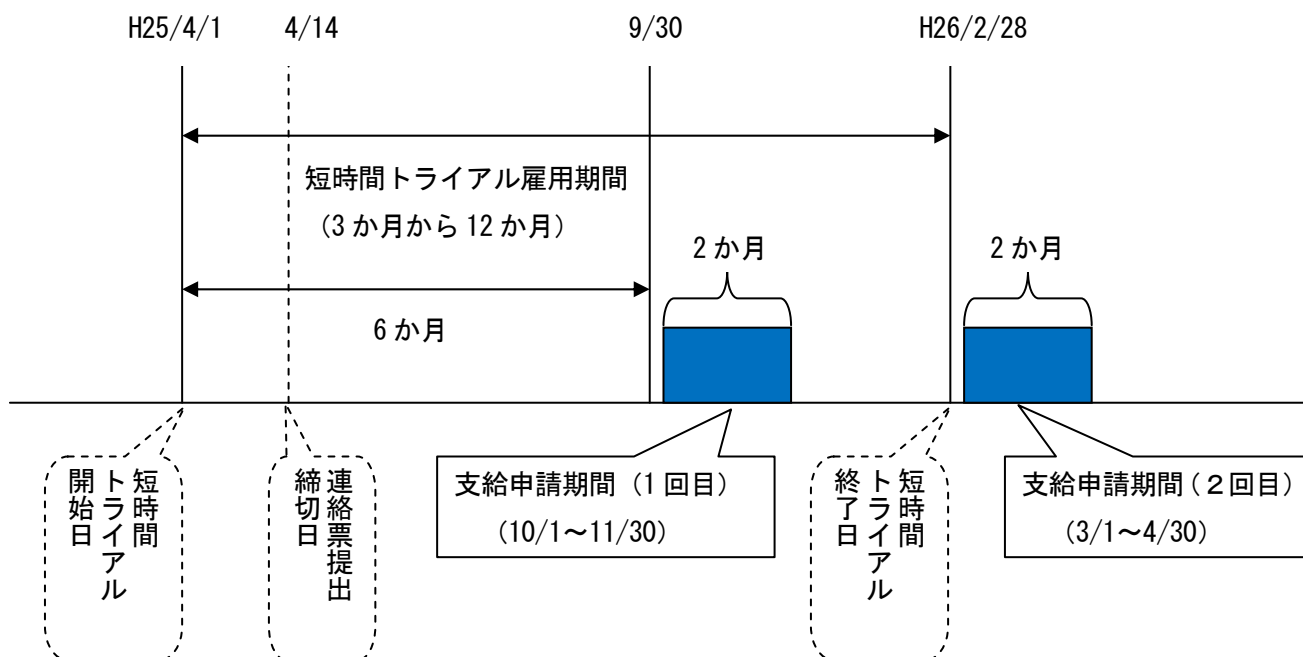 H25/4/1
4/14
9/30
H26/2/28
短時間トライアル雇用期間
（3 か月から 12 か月）
2 か月
2 か月
6 か月
短時間
トライアル
開始日
連絡票提出
締切日
支給申請期間（1 回目）
（10/1～11/30）
短時間
トライアル
終了日
支給申請期間（２回目）
（3/1～4/30）